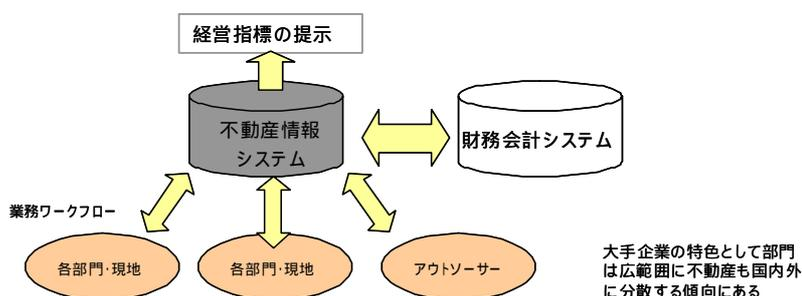 経営指標の提示
不動産情報
システム
財務会計システム
業務ワークフロー
各部門・現地
各部門・現地
アウトソーサー
大手企業の特色として部門
は広範囲に不動産も国内外
に分散する傾向にある